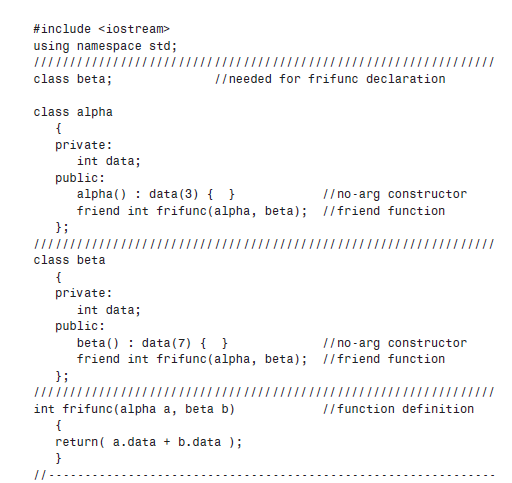 #include <iostream>
using namespace std;
////////////////////////////////////////////////////////////////
class beta;              //needed for frifunc declaration
class alpha
   {
   private:
      int data;
   public:
      alpha() : data(3) {  }            //no-arg constructor
      friend int frifunc(alpha, beta);  //friend function
   };
////////////////////////////////////////////////////////////////
class beta
   {
   private:
      int data;
   public:
      beta() : data(7) {  }             //no-arg constructor
      friend int frifunc(alpha, beta);  //friend function
   };
////////////////////////////////////////////////////////////////
int frifunc(alpha a, beta b)            //function definition
   {
   return( a.data + b.data );
   }
//--------------------------------------------------------------